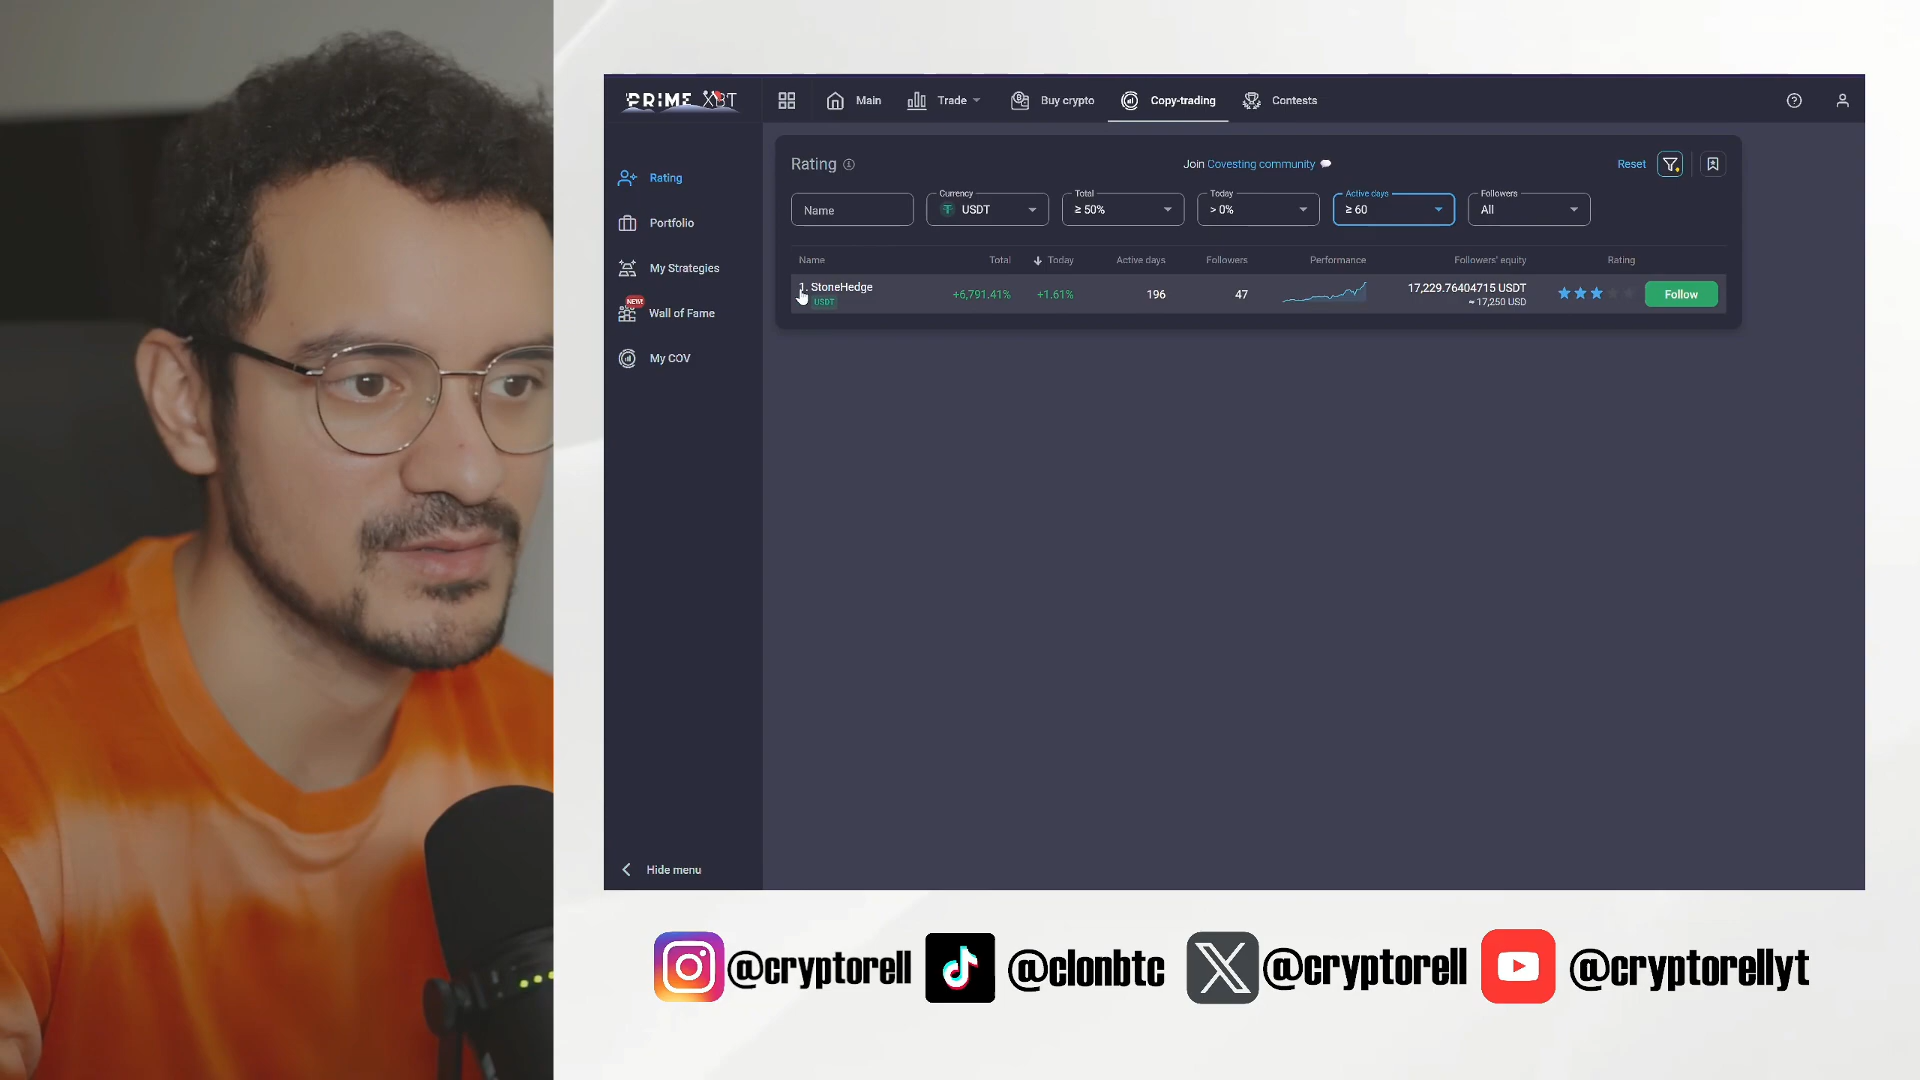 PRIME XBT
Main
Trade
Buy crypto
Copy-trading
Contests
Rating
Portfolio
My Strategies
NEW!
Wall of Fame
My COV
Hide menu
Rating
Join Covesting community
Reset
Name
Currency
USDT
Total
≥ 50%
Today
> 0%
Active days
≥ 60
Followers
All
Name Total Today Active days Followers Performance Followers' equity Rating
1. StoneHedge
USDT
+6,791.41% +1.61% 196 47
17,229.76404715 USDT
≈ 17,250 USD
Follow
@cryptorell @clonbtc @cryptorell @cryptorellyt